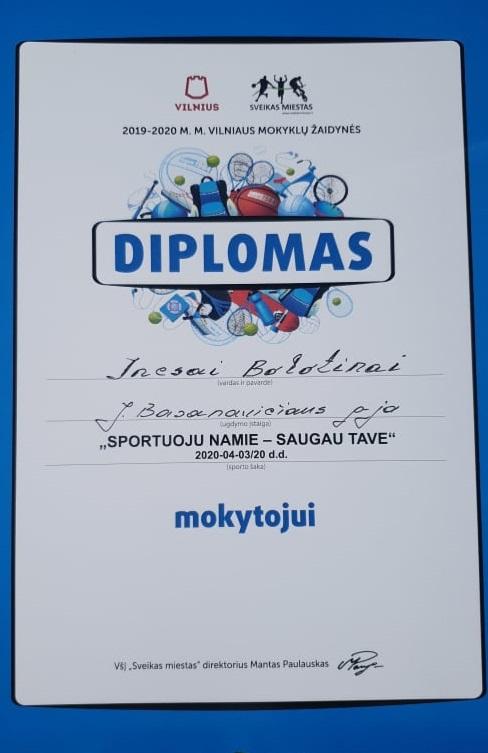 VILNIUS
SVEIKAS MIESTAS
2019-2020 M. M. VILNIAUS MOKYKLŲ ŽAIDYNĖS
DIPLOMAS
Inesai Bolotinai
(vardas ir pavardė)
J. Basanavičiaus
(ugdymo įstaiga)
„SPORTUOJU NAMIE – SAUGAU TAVE“
2020-04-03/20 d.d.
(sporto šaka)
mokytojui
VšĮ „Sveikas miestas" direktorius Mantas Paulauskas